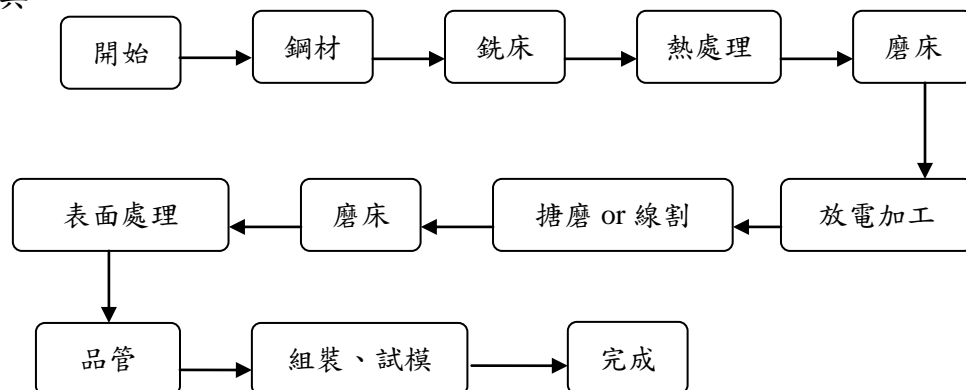 開始
鋼材
銑床
熱處理
磨床
放電加工
搪磨 or 線割
磨床
表面處理
品管
組裝、試模
完成